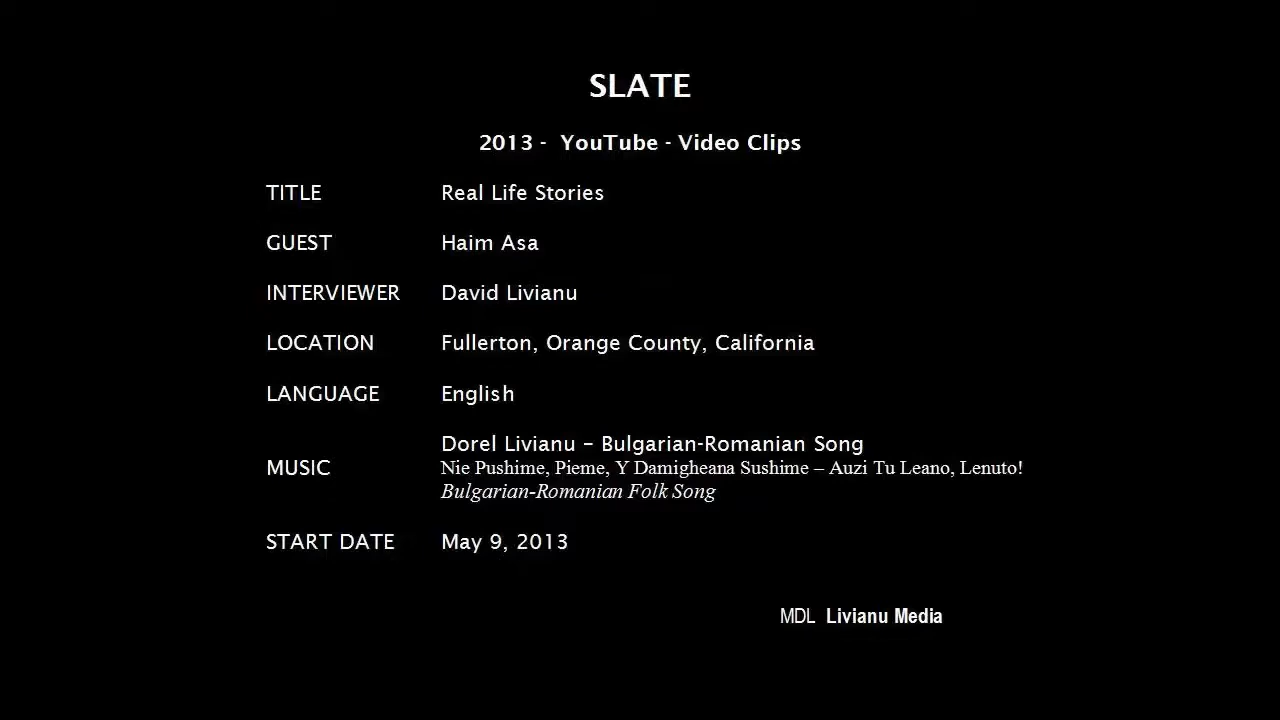 SLATE
2013 - YouTube - Video Clips
TITLE Real Life Stories
GUEST Haim Asa
INTERVIEWER David Livianu
LOCATION Fullerton, Orange County, California
LANGUAGE English
Dorel Livianu – Bulgarian-Romanian Song
MUSIC Nie Pushime, Pieme, Y Damigheana Sushime – Auzi Tu Leano, Lenuto!
Bulgarian-Romanian Folk Song
START DATE May 9, 2013
MDL Livianu Media